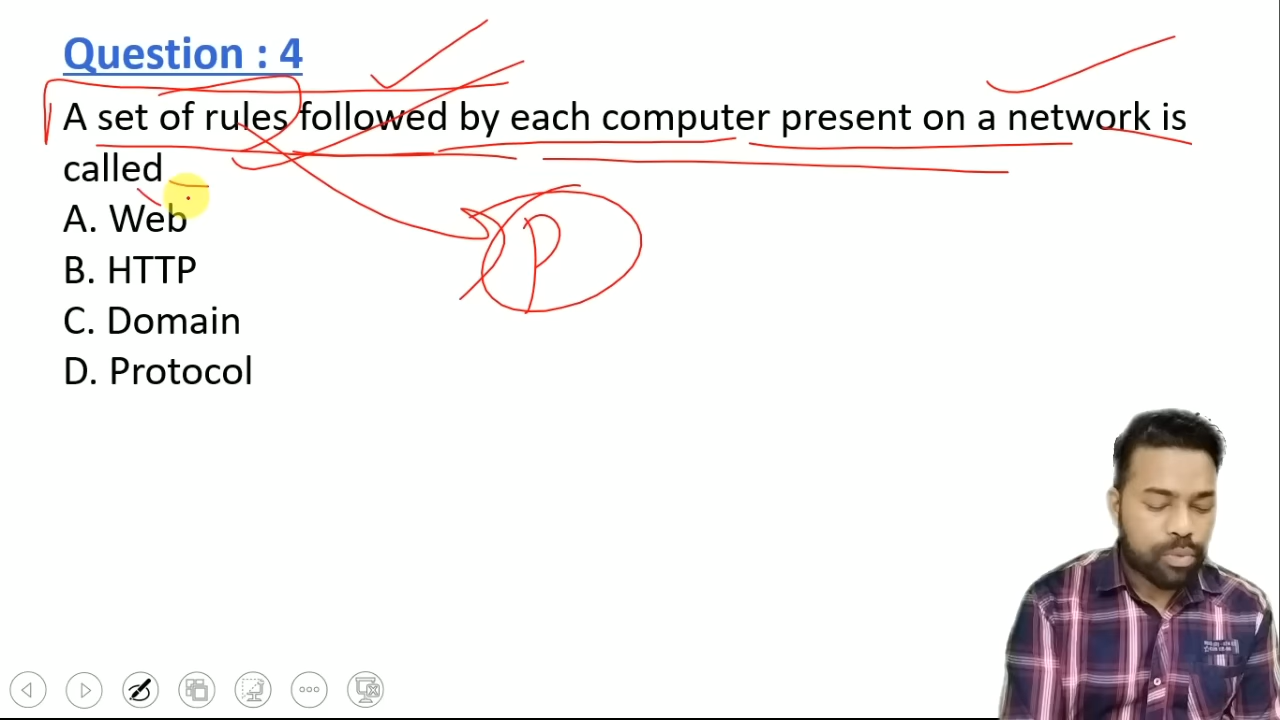 Question : 4
A set of rules followed by each computer present on a network is
called
P
A. Web
B. HTTP
C. Domain
D. Protocol